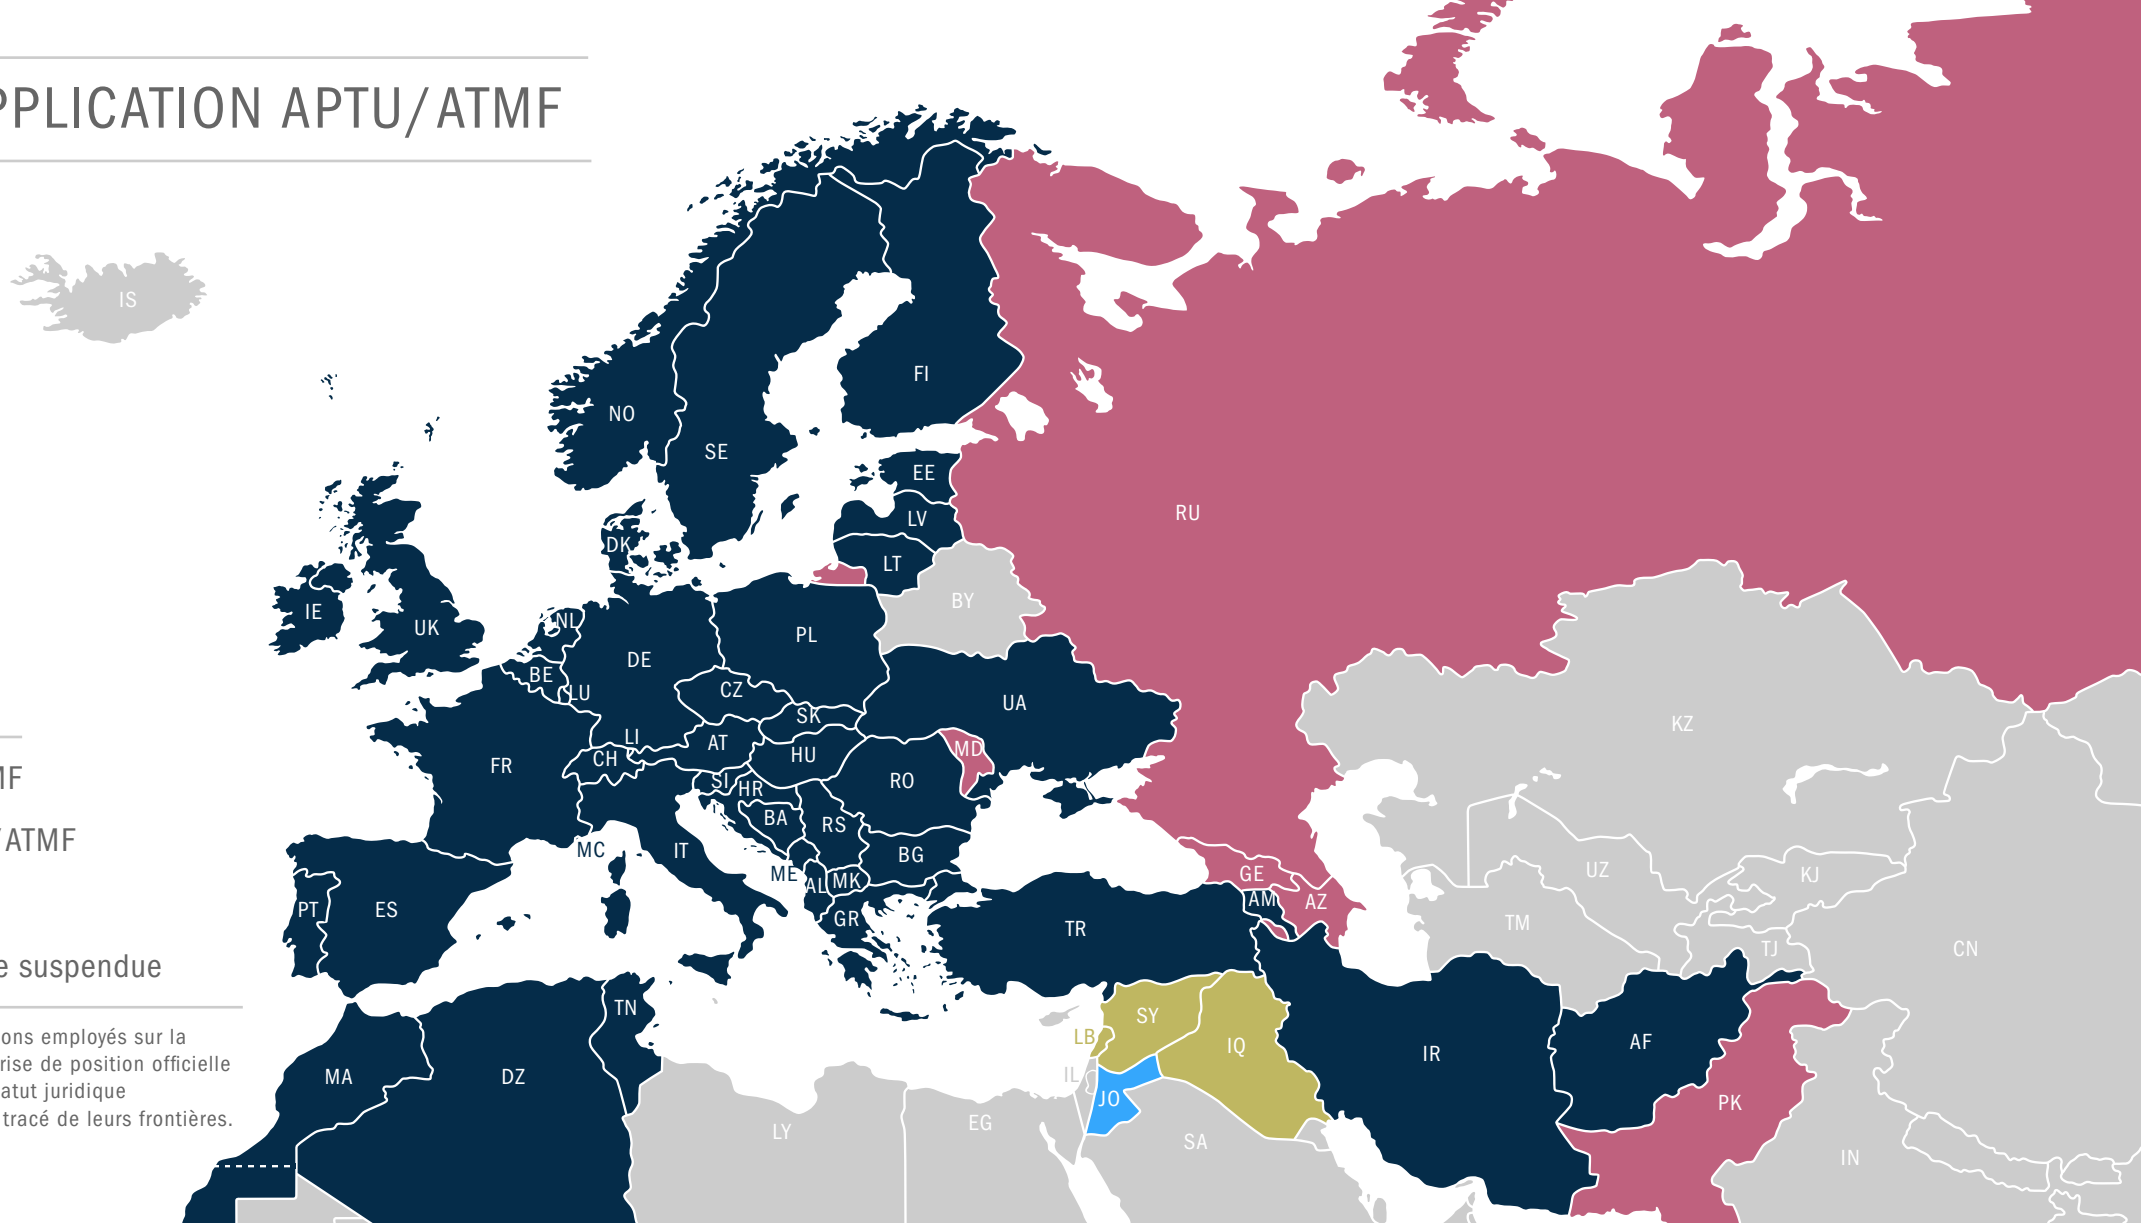 PPLICATION APTU/ATMF
IS
FI
NO
SE
EE
LV
LT
DK
RU
BY
IE
UK
NL
PL
DE
BE
LU
CZ
SK
UA
KZ
LI
AT
HU
MD
CH
FR
RO
SI
HR
MF
BA
RS
/ATMF
MC
IT
BG
ME
AL
MK
GE
UZ
KJ
PT
ES
GR
AM
AZ
TR
TM
TJ
CN
e suspendue
TN
SY
LB
IQ
AF
IR
ons employés sur la
rise de position officielle
atut juridique
tracé de leurs frontières.
MA
DZ
IL
JO
PK
LY
EG
SA
IN